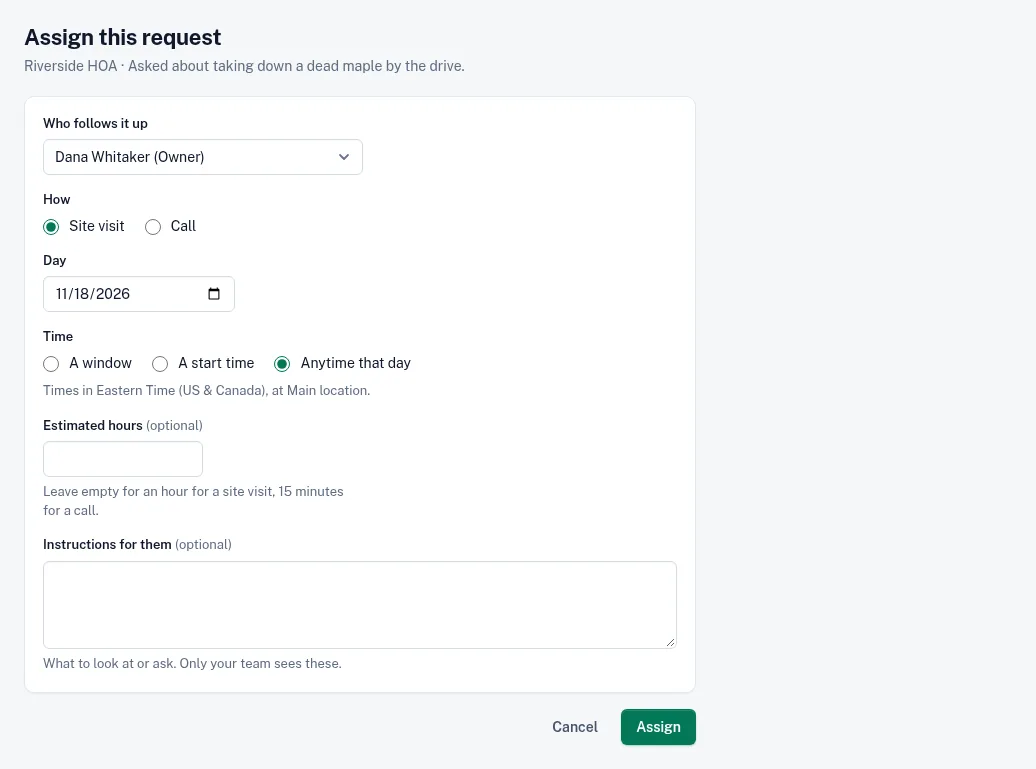 Assign this request
Riverside HOA · Asked about taking down a dead maple by the drive.
Who follows it up
Dana Whitaker (Owner)
How
Site visit
Call
Day
11/18/2026
Time
A window
A start time
Anytime that day
Times in Eastern Time (US & Canada), at Main location.
Estimated hours (optional)
Leave empty for an hour for a site visit, 15 minutes
for a call.
Instructions for them (optional)
What to look at or ask. Only your team sees these.
Cancel
Assign